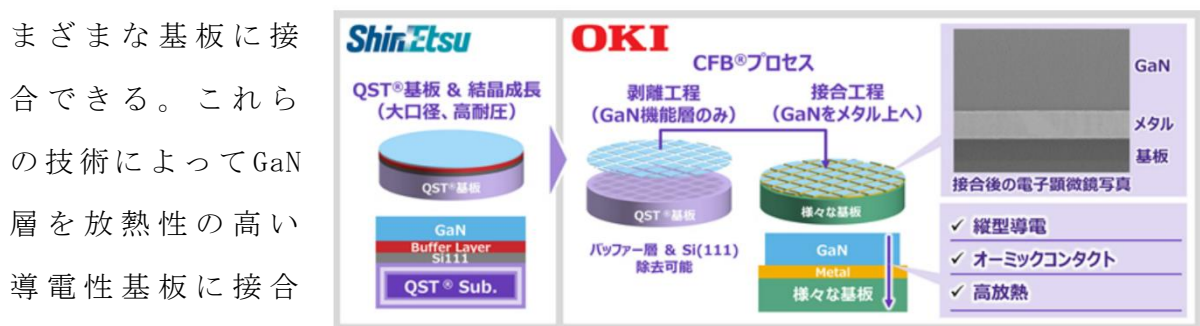 まざまな基板に接
合できる。これら
の技術によってGaN
層を放熱性の高い
導電性基板に接合
Shin-Etsu
QST®基板 & 結晶成長
(大口径、高耐圧)
QST®基板
GaN
Buffer Layer
Si111
QST® Sub.
OKI
CFB®プロセス
剥離工程
(GaN機能層のみ)
QST®基板
バッファー層 & Si(111)
除去可能
接合工程
(GaNをメタル上へ)
様々な基板
GaN
Metal
様々な基板
GaN
メタル
基板
接合後の電子顕微鏡写真
✓ 縦型導電
✓ オーミックコンタクト
✓ 高放熱